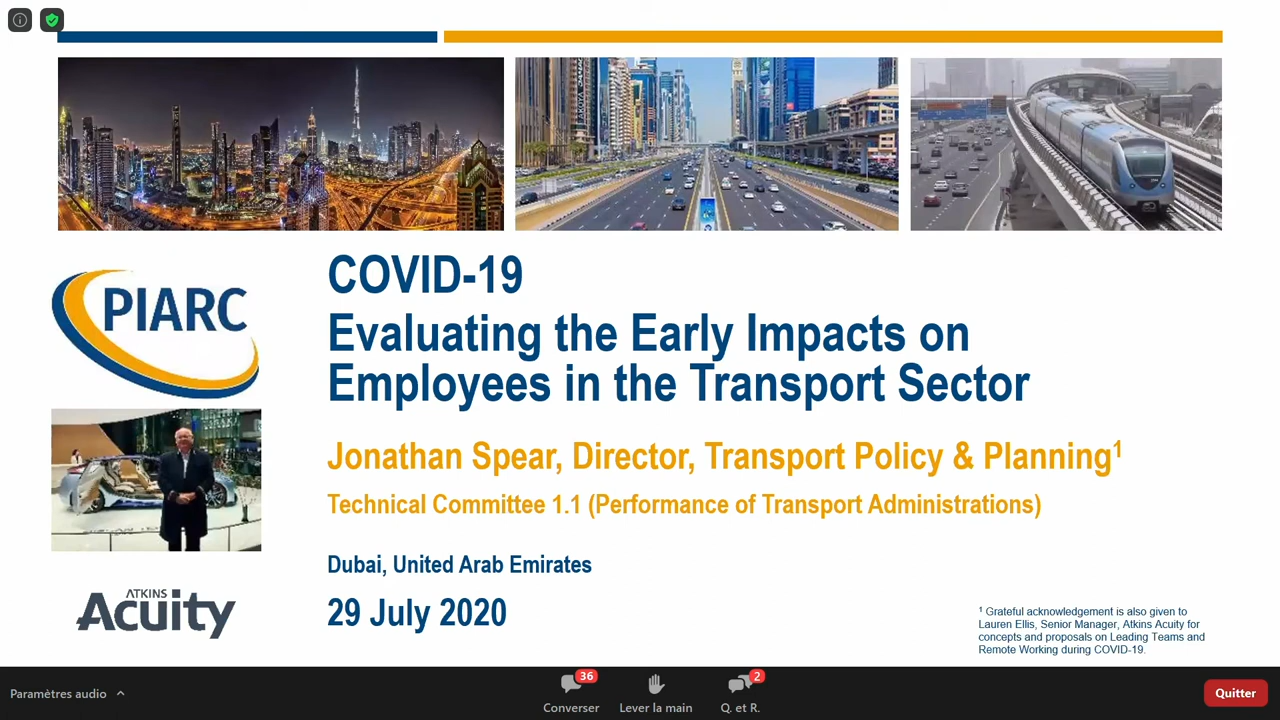 COVID-19
Evaluating the Early Impacts on
Employees in the Transport Sector
PIARC
Jonathan Spear, Director, Transport Policy & Planning¹
Technical Committee 1.1 (Performance of Transport Administrations)
Dubai, United Arab Emirates
29 July 2020
ATKINS
Acuity
¹ Grateful acknowledgement is also given to
Lauren Ellis, Senior Manager, Atkins Acuity for
concepts and proposals on Leading Teams and
Remote Working during COVID-19.
Paramètres audio
36
Converser
Lever la main
2
Q. et R.
Quitter